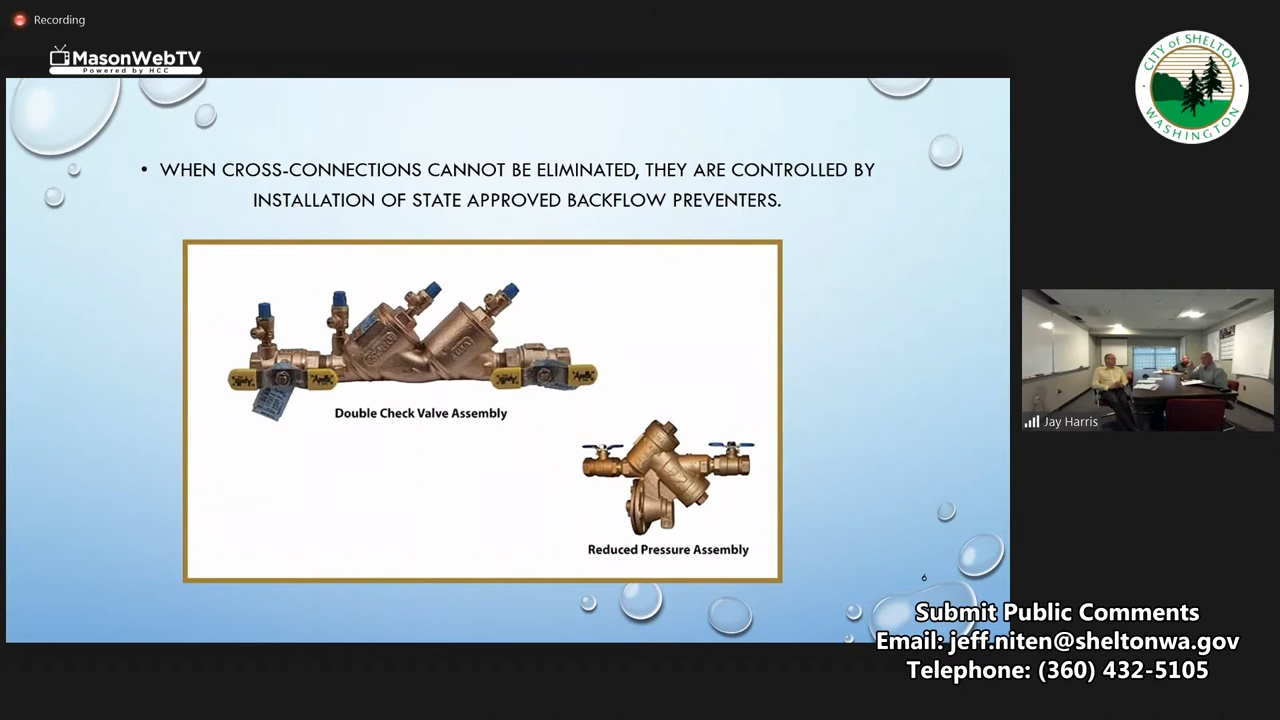 Recording
MasonWebTV
Powered by HCC
CITY of SHELTON
WASHINGTON
• WHEN CROSS-CONNECTIONS CANNOT BE ELIMINATED, THEY ARE CONTROLLED BY
INSTALLATION OF STATE APPROVED BACKFLOW PREVENTERS.
Double Check Valve Assembly
Jay Harris
Reduced Pressure Assembly
6
Submit Public Comments
Email: jeff.niten@sheltonwa.gov
Telephone: (360) 432-5105